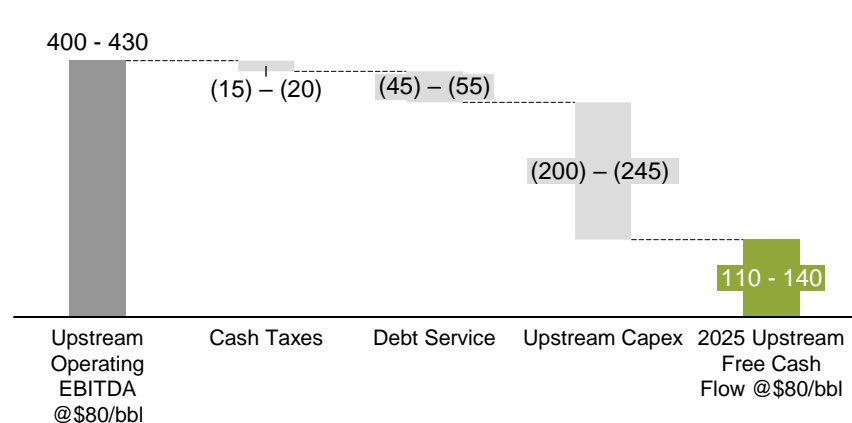 400 - 430
(15) – (20)
(45) – (55)
(200) – (245)
110 - 140
Upstream
Operating
EBITDA
@$80/bbl
Cash Taxes
Debt Service
Upstream Capex
2025 Upstream
Free Cash
Flow @$80/bbl